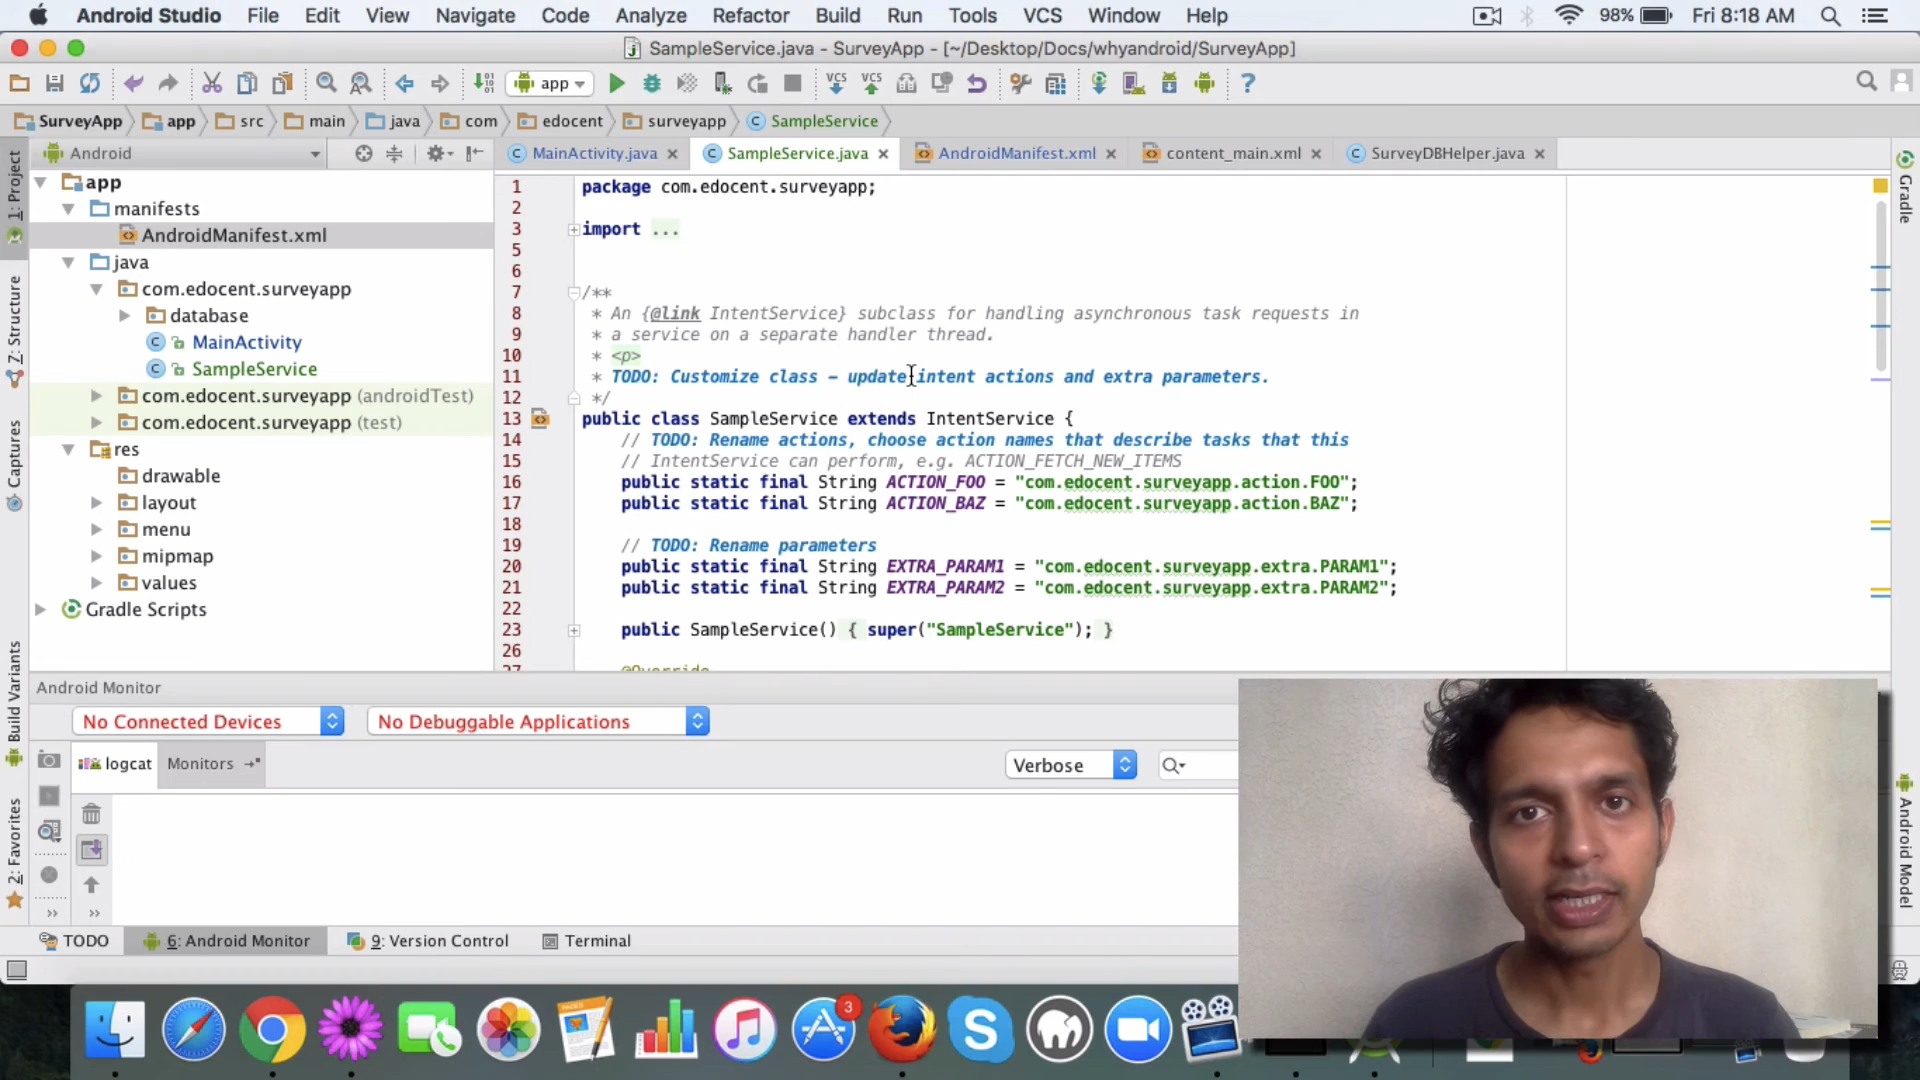 Android Studio File Edit View Navigate Code Analyze Refactor Build Run Tools VCS Window Help 98% Fri 8:18 AM
SampleService.java - SurveyApp - [~/Desktop/Docs/whyandroid/SurveyApp]
app VCS VCS ?
SurveyApp app src main java com edocent surveyapp SampleService
Android MainActivity.java SampleService.java AndroidManifest.xml content_main.xml SurveyDBHelper.java
1: Project
7: Structure
Captures
Build Variants
2: Favorites
app
manifests
AndroidManifest.xml
java
com.edocent.surveyapp
database
MainActivity
SampleService
com.edocent.surveyapp (androidTest)
com.edocent.surveyapp (test)
res
drawable
layout
menu
mipmap
values
Gradle Scripts
1 package com.edocent.surveyapp;
2
3 import ...
5
6
7 /**
8 * An {@link IntentService} subclass for handling asynchronous task requests in
9 * a service on a separate handler thread.
10 * <p>
11 * TODO: Customize class – update intent actions and extra parameters.
12 */
13 public class SampleService extends IntentService {
14 // TODO: Rename actions, choose action names that describe tasks that this
15 // IntentService can perform, e.g. ACTION_FETCH_NEW_ITEMS
16 public static final String ACTION_FOO = "com.edocent.surveyapp.action.FOO";
17 public static final String ACTION_BAZ = "com.edocent.surveyapp.action.BAZ";
18
19 // TODO: Rename parameters
20 public static final String EXTRA_PARAM1 = "com.edocent.surveyapp.extra.PARAM1";
21 public static final String EXTRA_PARAM2 = "com.edocent.surveyapp.extra.PARAM2";
22
23 public SampleService() { super("SampleService"); }
26
27 @Override
Gradle
Android Model
Android Monitor
No Connected Devices No Debuggable Applications
logcat Monitors Verbose
TODO 6: Android Monitor 9: Version Control Terminal
3
PAGES